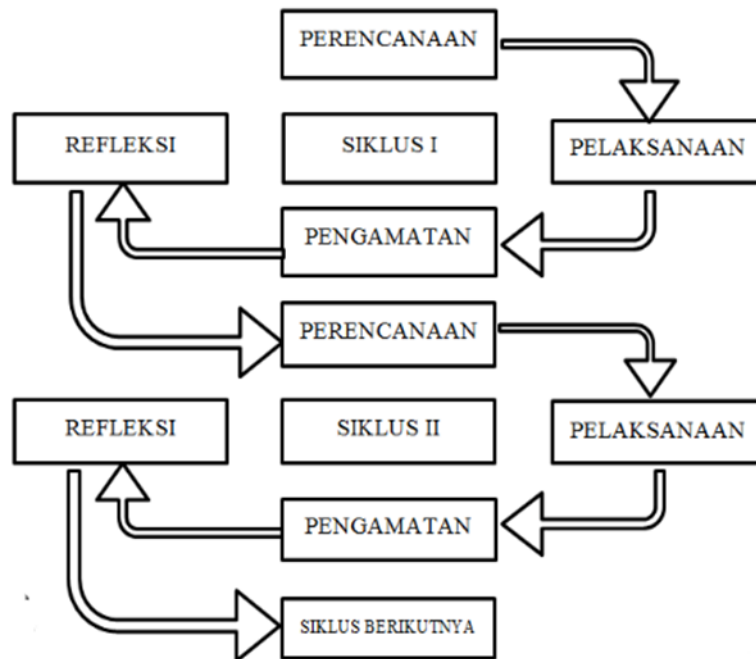 PERENCANAAN
REFLEKSI
SIKLUS I
PELAKSANAAN
PENGAMATAN
PERENCANAAN
REFLEKSI
SIKLUS II
PELAKSANAAN
PENGAMATAN
SIKLUS BERIKUTNYA